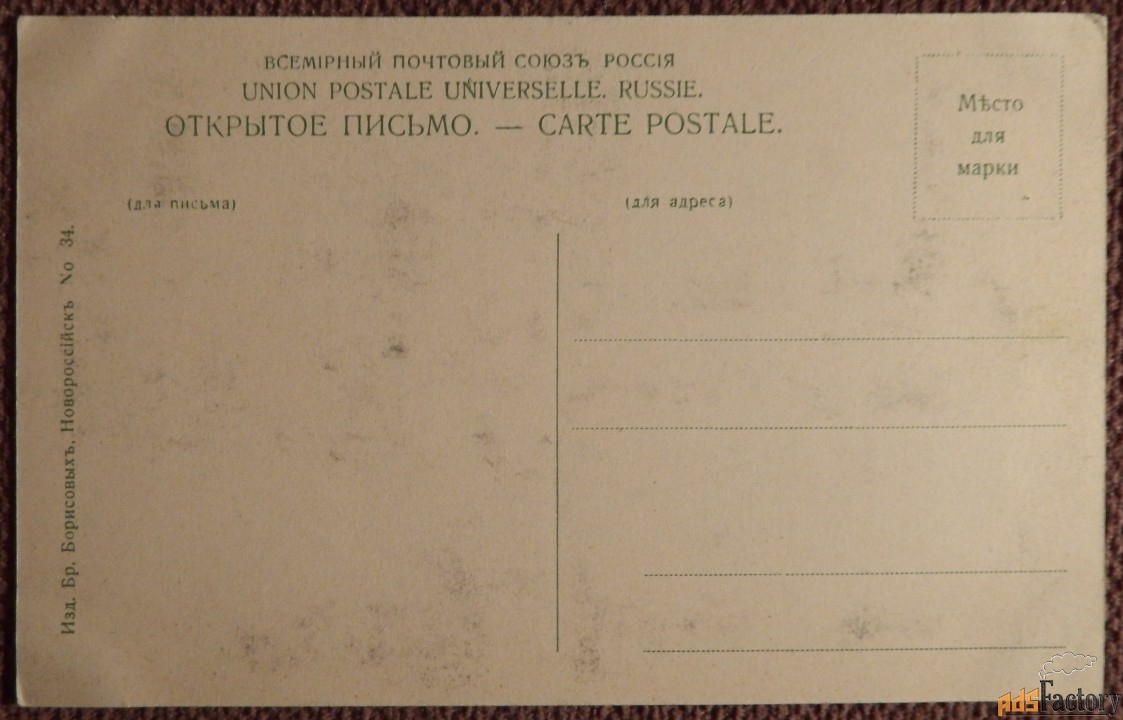 ВСЕМІРНЫЙ ПОЧТОВЫЙ СОЮЗЪ. РОССІЯ
UNION POSTALE UNIVERSELLE. RUSSIE.
ОТКРЫТОЕ ПИСЬМО. — CARTE POSTALE.
Мѣсто
для
марки
(для письма)
(для адреса)
Изд. Бр. Борисовыхъ, Новороссійскъ No 34.
adsFactory